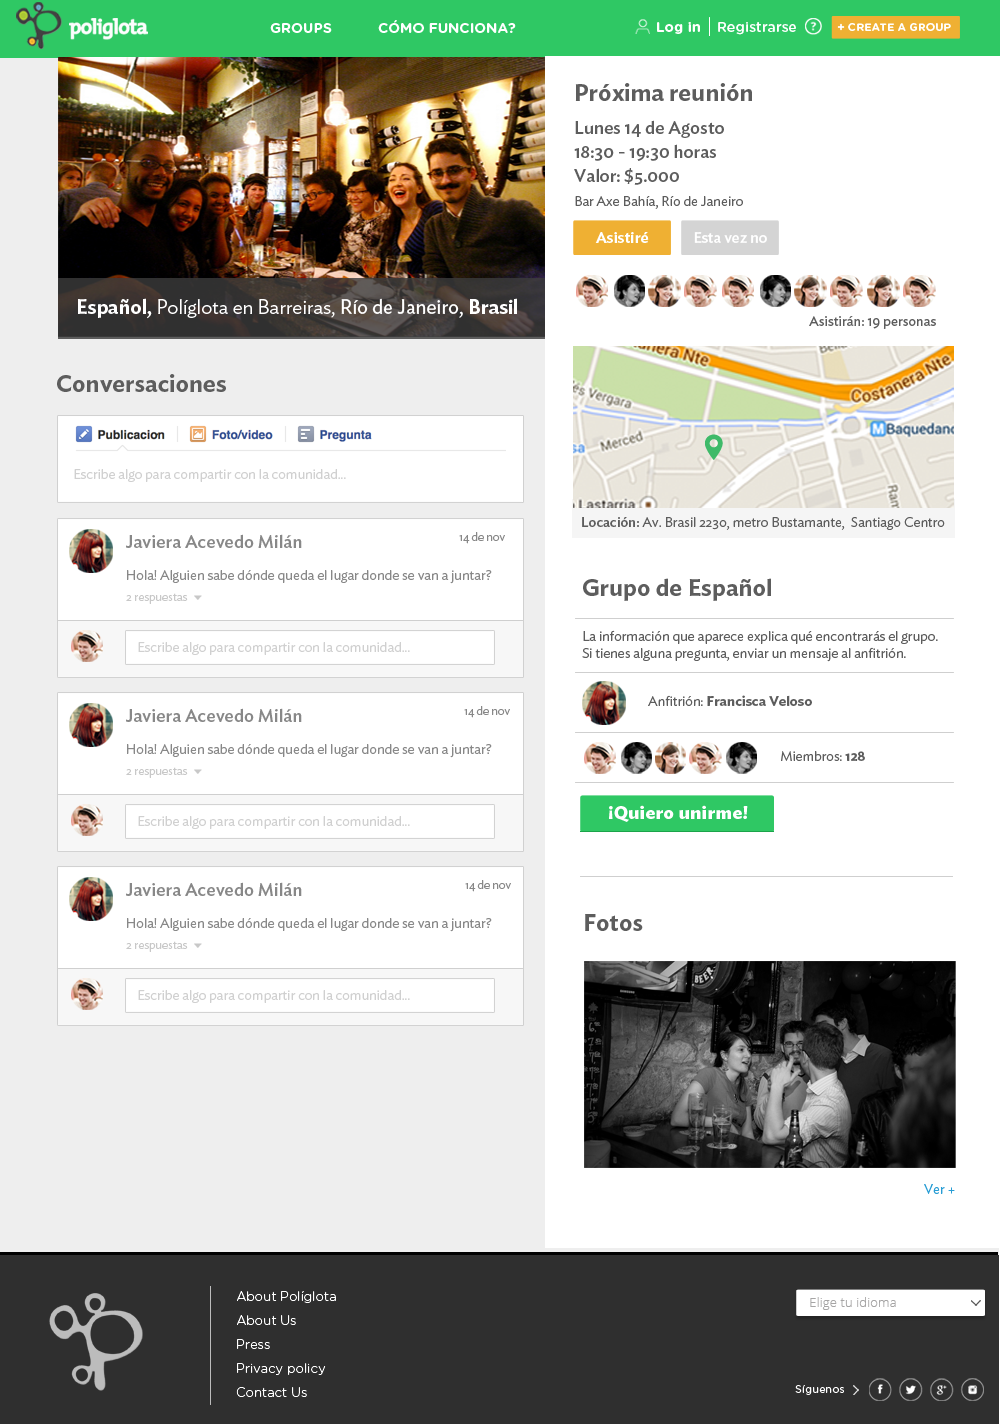 poliglota
GROUPS
CÓMO FUNCIONA?
Log in
Registrarse
?
+ CREATE A GROUP
Español, Políglota en Barreiras, Río de Janeiro, Brasil
Conversaciones
Publicacion
Foto/video
Pregunta
Escribe algo para compartir con la comunidad...
Javiera Acevedo Milán
14 de nov
Hola! Alguien sabe dónde queda el lugar donde se van a juntar?
2 respuestas
Escribe algo para compartir con la comunidad...
Javiera Acevedo Milán
14 de nov
Hola! Alguien sabe dónde queda el lugar donde se van a juntar?
2 respuestas
Escribe algo para compartir con la comunidad...
Javiera Acevedo Milán
14 de nov
Hola! Alguien sabe dónde queda el lugar donde se van a juntar?
2 respuestas
Escribe algo para compartir con la comunidad...
Próxima reunión
Lunes 14 de Agosto
18:30 - 19:30 horas
Valor: $5.000
Bar Axe Bahía, Río de Janeiro
Asistiré
Esta vez no
Asistirán: 19 personas
anera Nte
Costanera Nte
és Vergara
Merced
M Baquedano
sa
Ram
Lastarria
Locación: Av. Brasil 2230, metro Bustamante, Santiago Centro
Grupo de Español
La información que aparece explica qué encontrarás el grupo.
Si tienes alguna pregunta, enviar un mensaje al anfitrión.
Anfitrión: Francisca Veloso
Miembros: 128
¡Quiero unirme!
Fotos
BEER
Ver +
About Políglota
About Us
Press
Privacy policy
Contact Us
Elige tu idioma
Síguenos